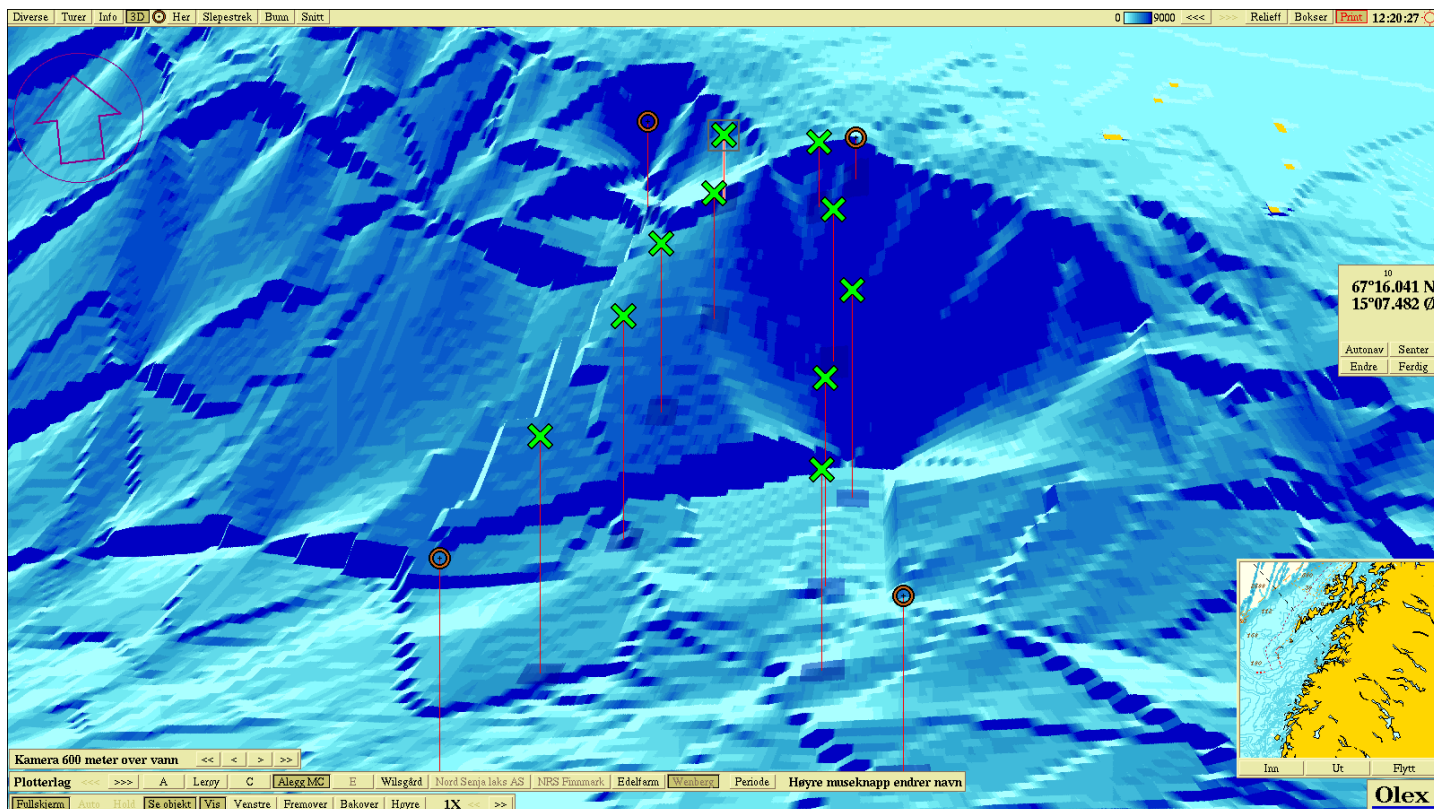 Diverse Turer Info 3D Her Slepestrek Bunn Snitt 0 9000 <<< >>> Relieff Bokser Print 12:20:27
10
67°16.041 N
15°07.482 Ø
Autonav Senter
Endre Ferdig
Inn Ut Flytt
Kamera 600 meter over vann << < > >>
Plotterlag <<< >>> A Lerøy C Alegg MC E Wilsgård Nord Senja laks AS NRS Finnmark Edelfarm Wenberg Periode Høyre museknapp endrer navn
Olex
Fullskjerm Auto Hold Se objekt Vis Venstre Fremover Bakover Høyre 1X << >>